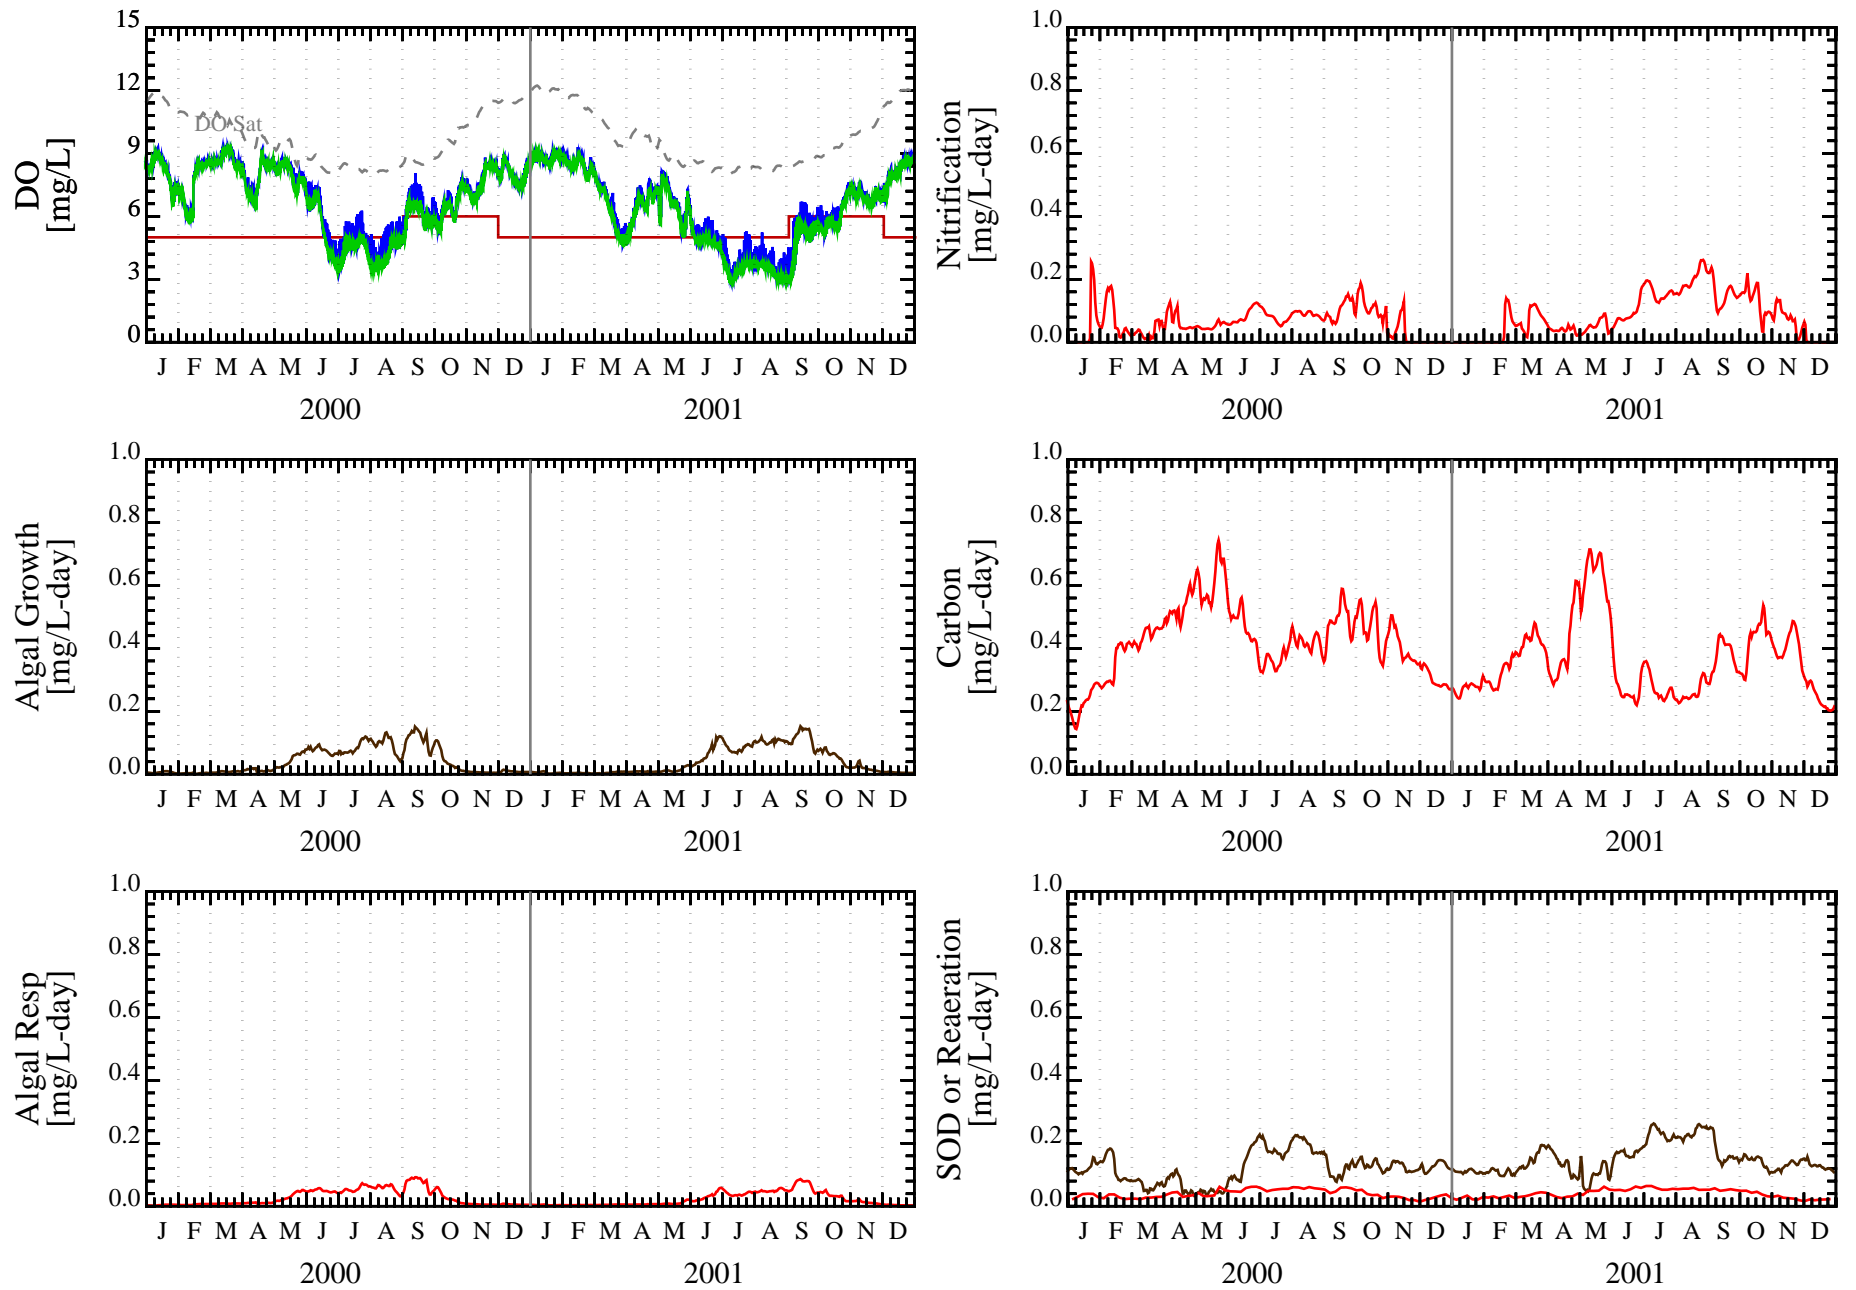 15
12
9
6
3
0
DO
[mg/L]
DO Sat
J F M A M J J A S O N D J F M A M J J A S O N D
2000 2001
1.0
0.8
0.6
0.4
0.2
0.0
Nitrification
[mg/L-day]
J F M A M J J A S O N D J F M A M J J A S O N D
2000 2001
1.0
0.8
0.6
0.4
0.2
0.0
Algal Growth
[mg/L-day]
J F M A M J J A S O N D J F M A M J J A S O N D
2000 2001
1.0
0.8
0.6
0.4
0.2
0.0
Carbon
[mg/L-day]
J F M A M J J A S O N D J F M A M J J A S O N D
2000 2001
1.0
0.8
0.6
0.4
0.2
0.0
Algal Resp
[mg/L-day]
J F M A M J J A S O N D J F M A M J J A S O N D
2000 2001
1.0
0.8
0.6
0.4
0.2
0.0
SOD or Reaeration
[mg/L-day]
J F M A M J J A S O N D J F M A M J J A S O N D
2000 2001